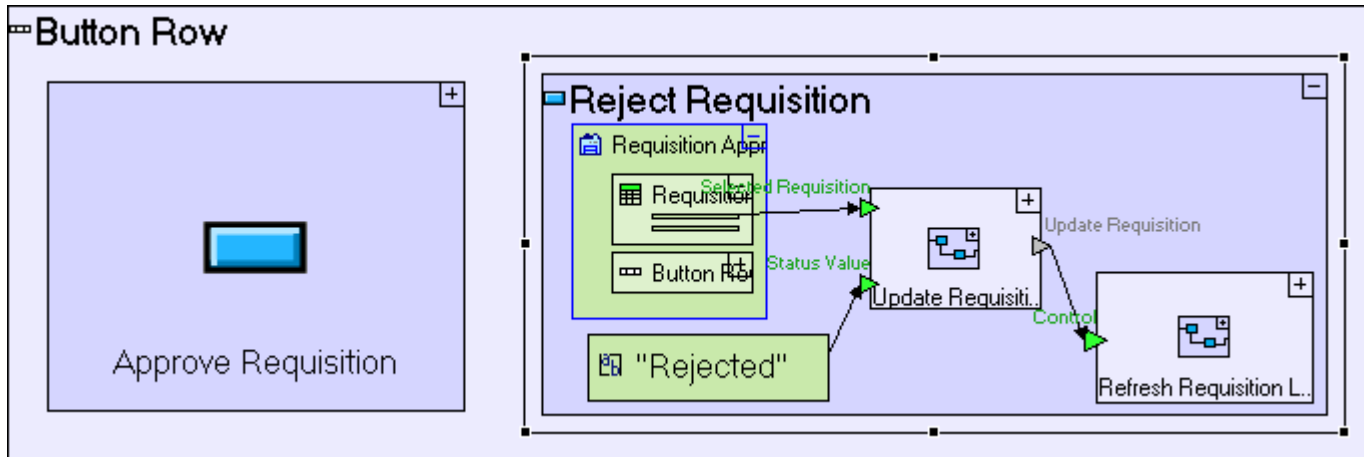 Button Row
Reject Requisition
Requisition Appr
Selected Requisition
Requisition
Update Requisition
Button Row
Status Value
Update Requisiti..
Control
"Rejected"
Approve Requisition
Refresh Requisition L..